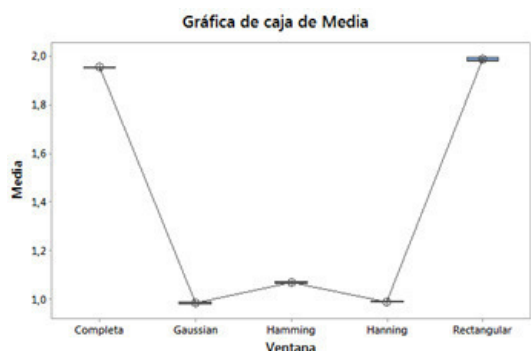 Gráfica de caja de Media
2,0
1,8
1,6
1,4
1,2
1,0
Media
Completa Gaussian Hamming Hanning Rectangular
Ventana